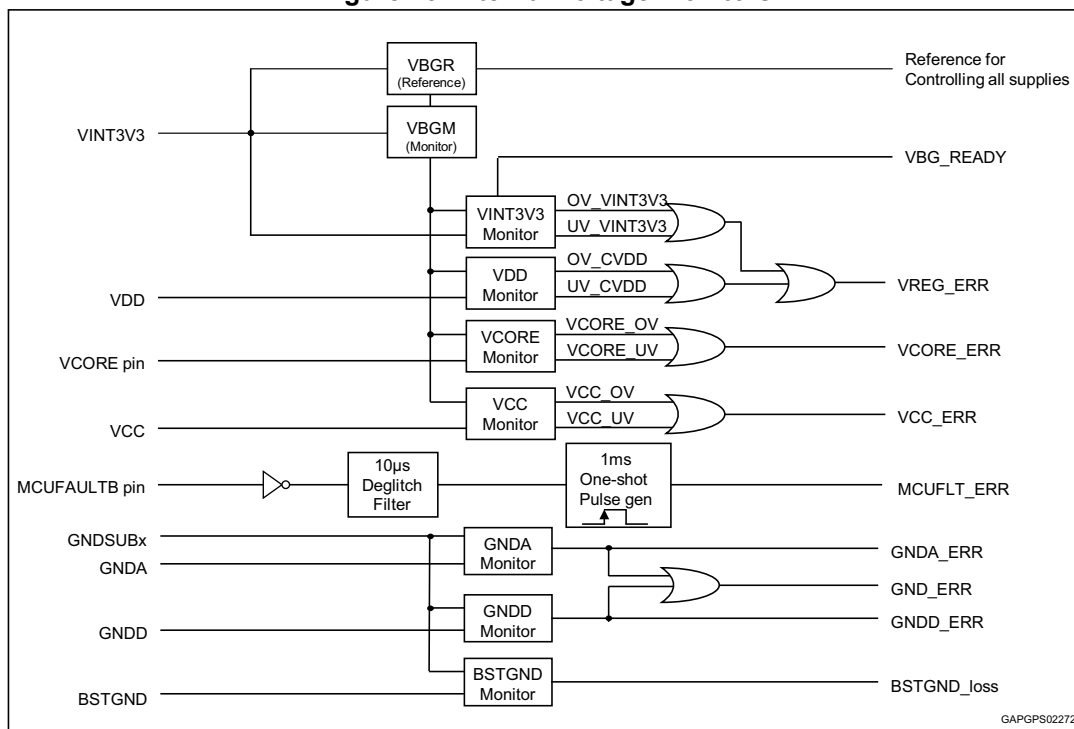 VBGR
(Reference)
Reference for
Controlling all supplies
VINT3V3
VBGM
(Monitor)
VBG_READY
VINT3V3
Monitor
OV_VINT3V3
UV_VINT3V3
VDD
VDD
Monitor
OV_CVDD
UV_CVDD
VREG_ERR
VCORE pin
VCORE
Monitor
VCORE_OV
VCORE_UV
VCORE_ERR
VCC
VCC
Monitor
VCC_OV
VCC_UV
VCC_ERR
MCUFAULTB pin
10µs
Deglitch
Filter
1ms
One-shot
Pulse gen
MCUFLT_ERR
GNDSUBx
GNDA
GNDA
Monitor
GNDA_ERR
GND_ERR
GNDD
GNDD
Monitor
GNDD_ERR
BSTGND
BSTGND
Monitor
BSTGND_loss
GAPGPS02272